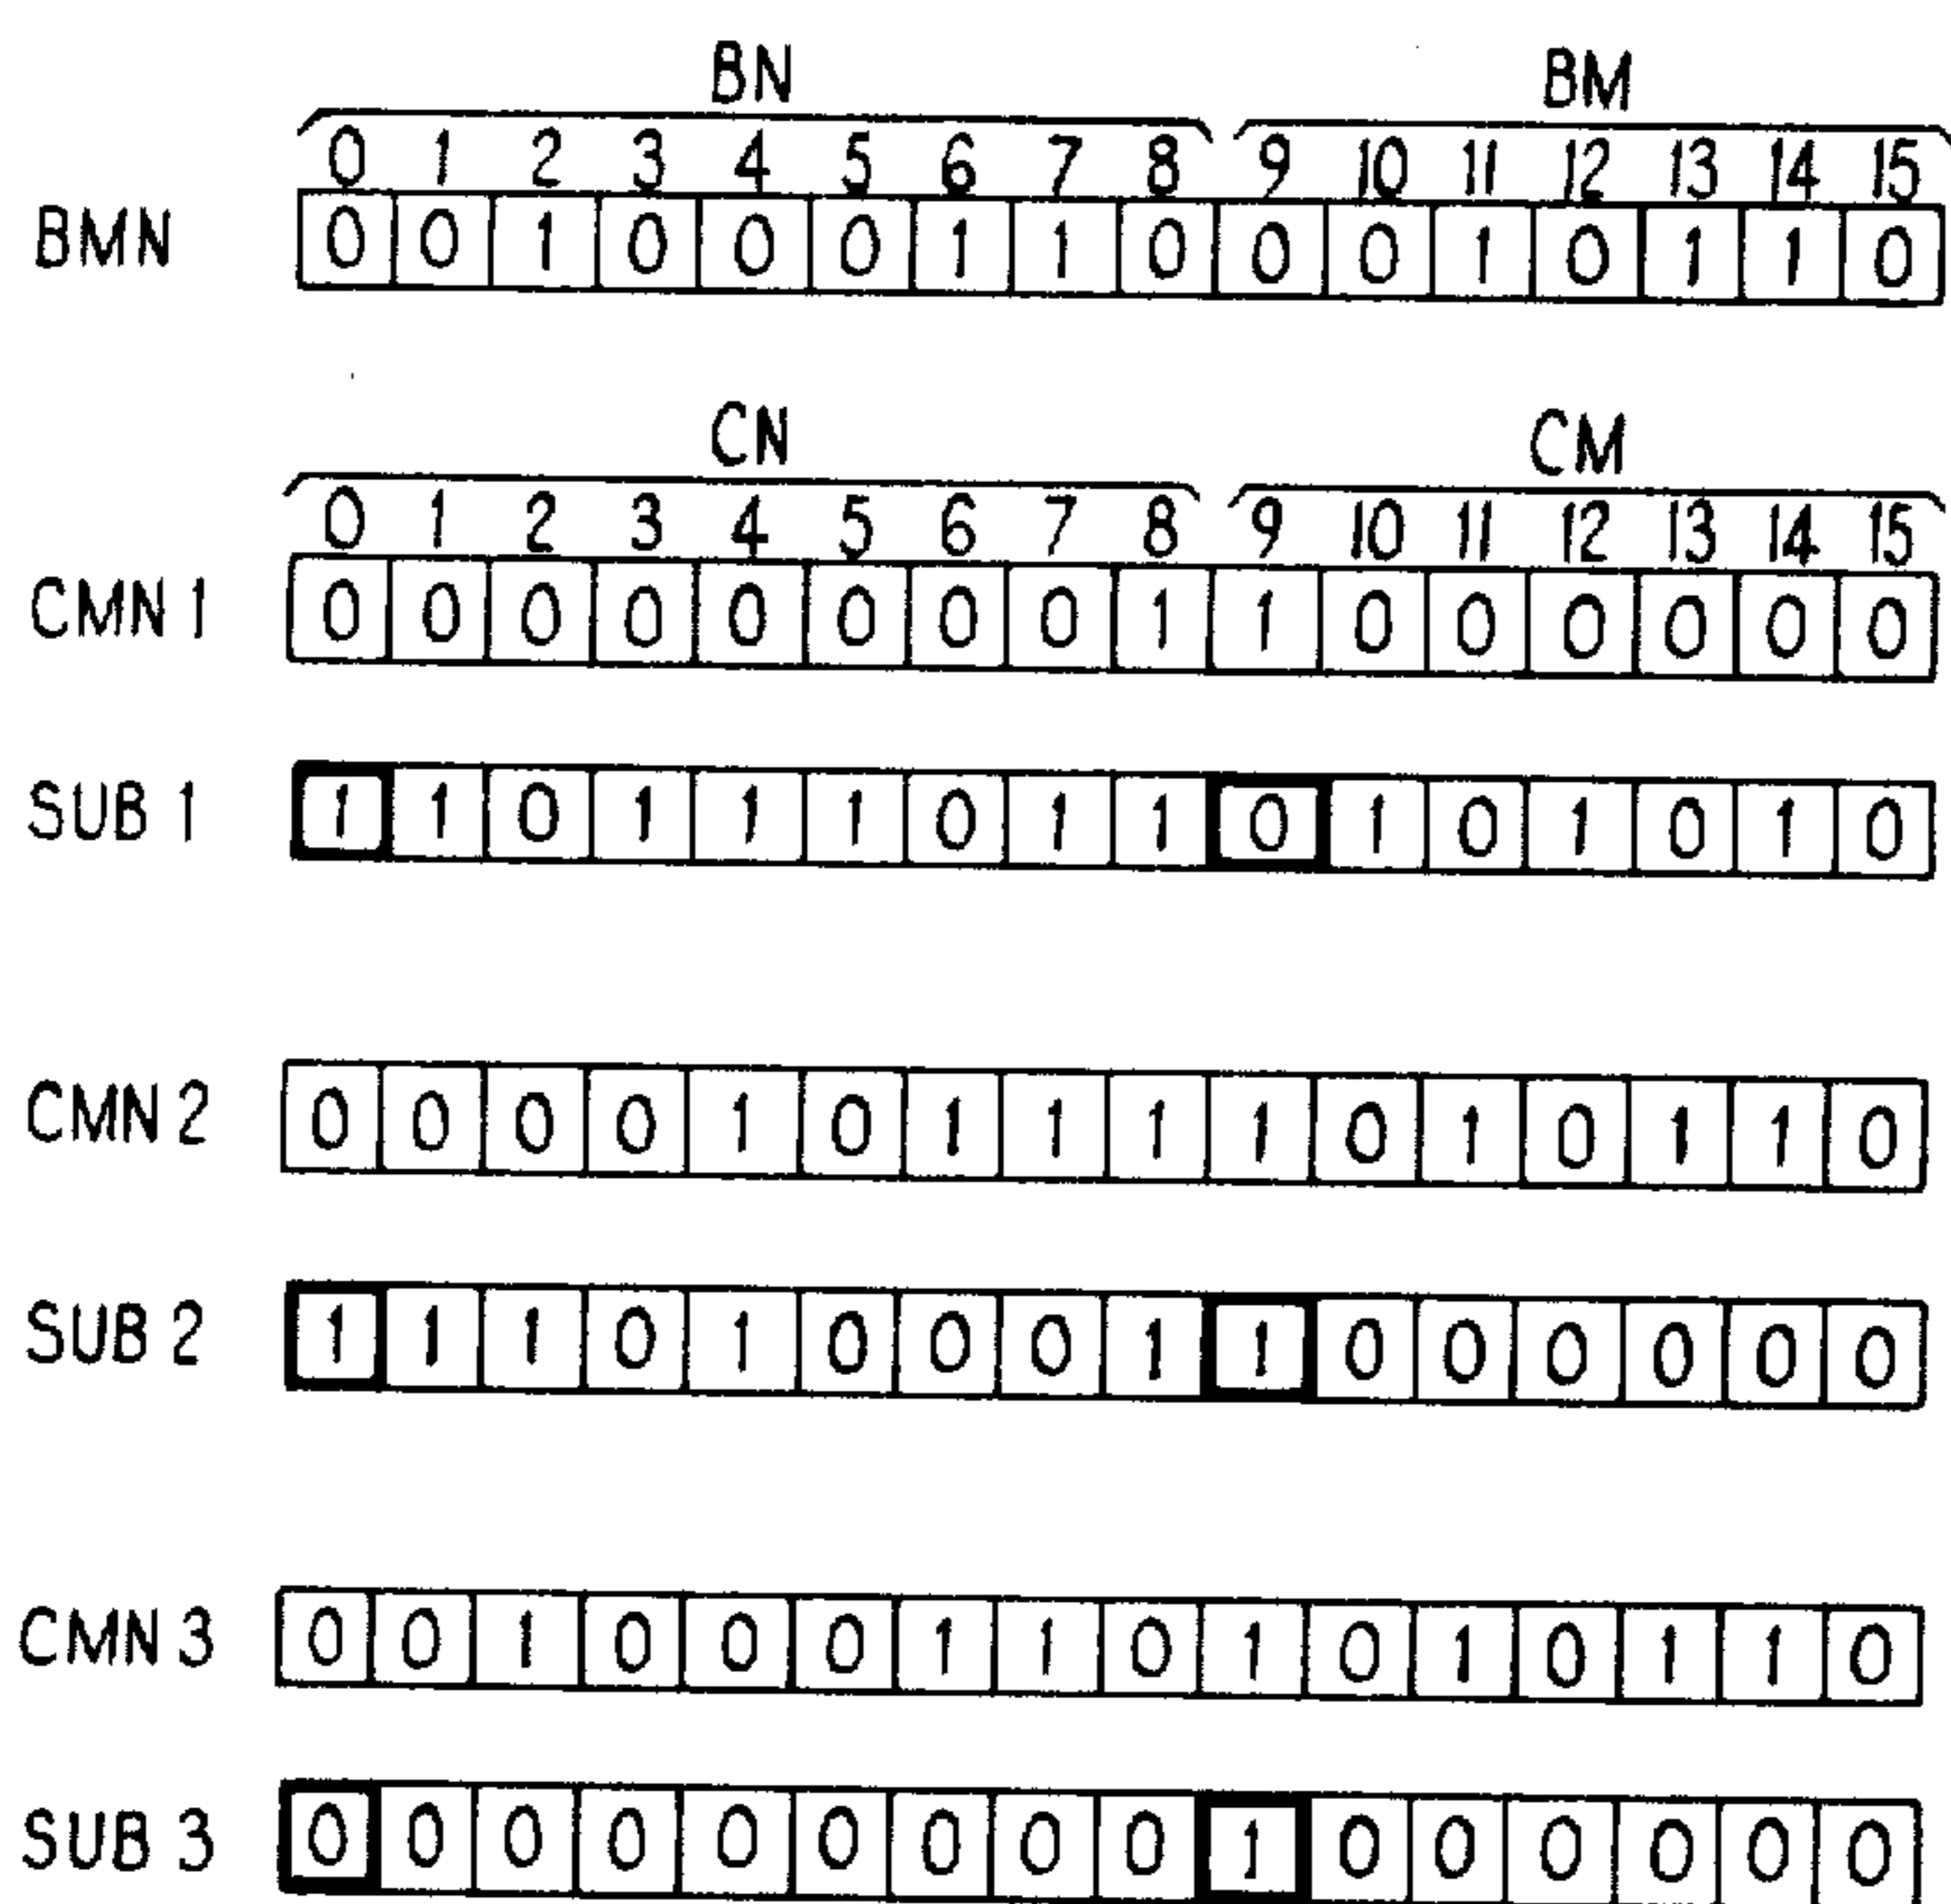 BN BM
0 1 2 3 4 5 6 7 8 9 10 11 12 13 14 15
BMN 0 0 1 0 0 0 1 1 0 0 0 1 0 1 1 0
CN CM
0 1 2 3 4 5 6 7 8 9 10 11 12 13 14 15
CMN 1 0 0 0 0 0 0 0 0 1 1 0 0 0 0 0 0
SUB 1 1 1 0 1 1 1 0 1 1 0 1 0 1 0 1 0
CMN 2 0 0 0 0 1 0 1 1 1 1 0 1 0 1 1 0
SUB 2 1 1 1 0 1 0 0 0 1 1 0 0 0 0 0 0
CMN 3 0 0 1 0 0 0 1 1 0 1 0 1 0 1 1 0
SUB 3 0 0 0 0 0 0 0 0 0 1 0 0 0 0 0 0